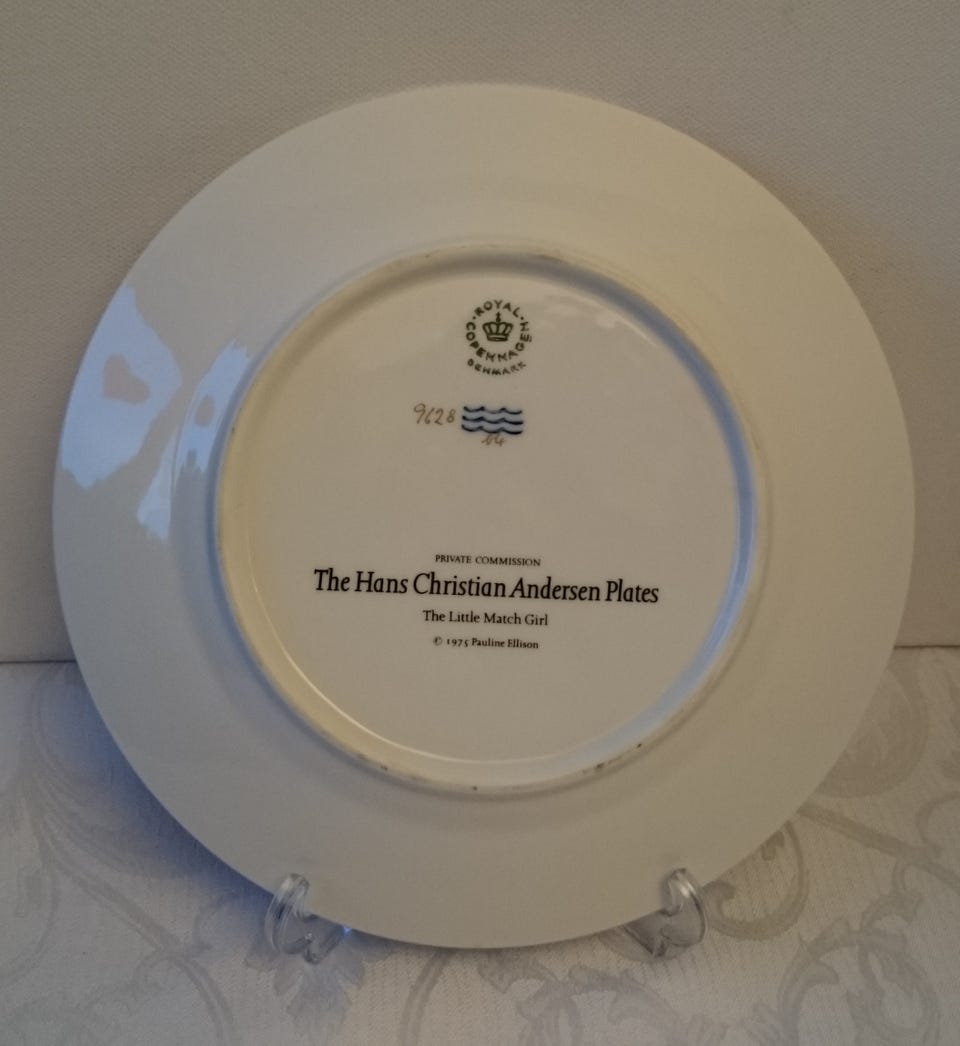 ROYAL COPENHAGEN
DENMARK
9628
PRIVATE COMMISSION
The Hans Christian Andersen Plates
The Little Match Girl
© 1975 Pauline Ellison